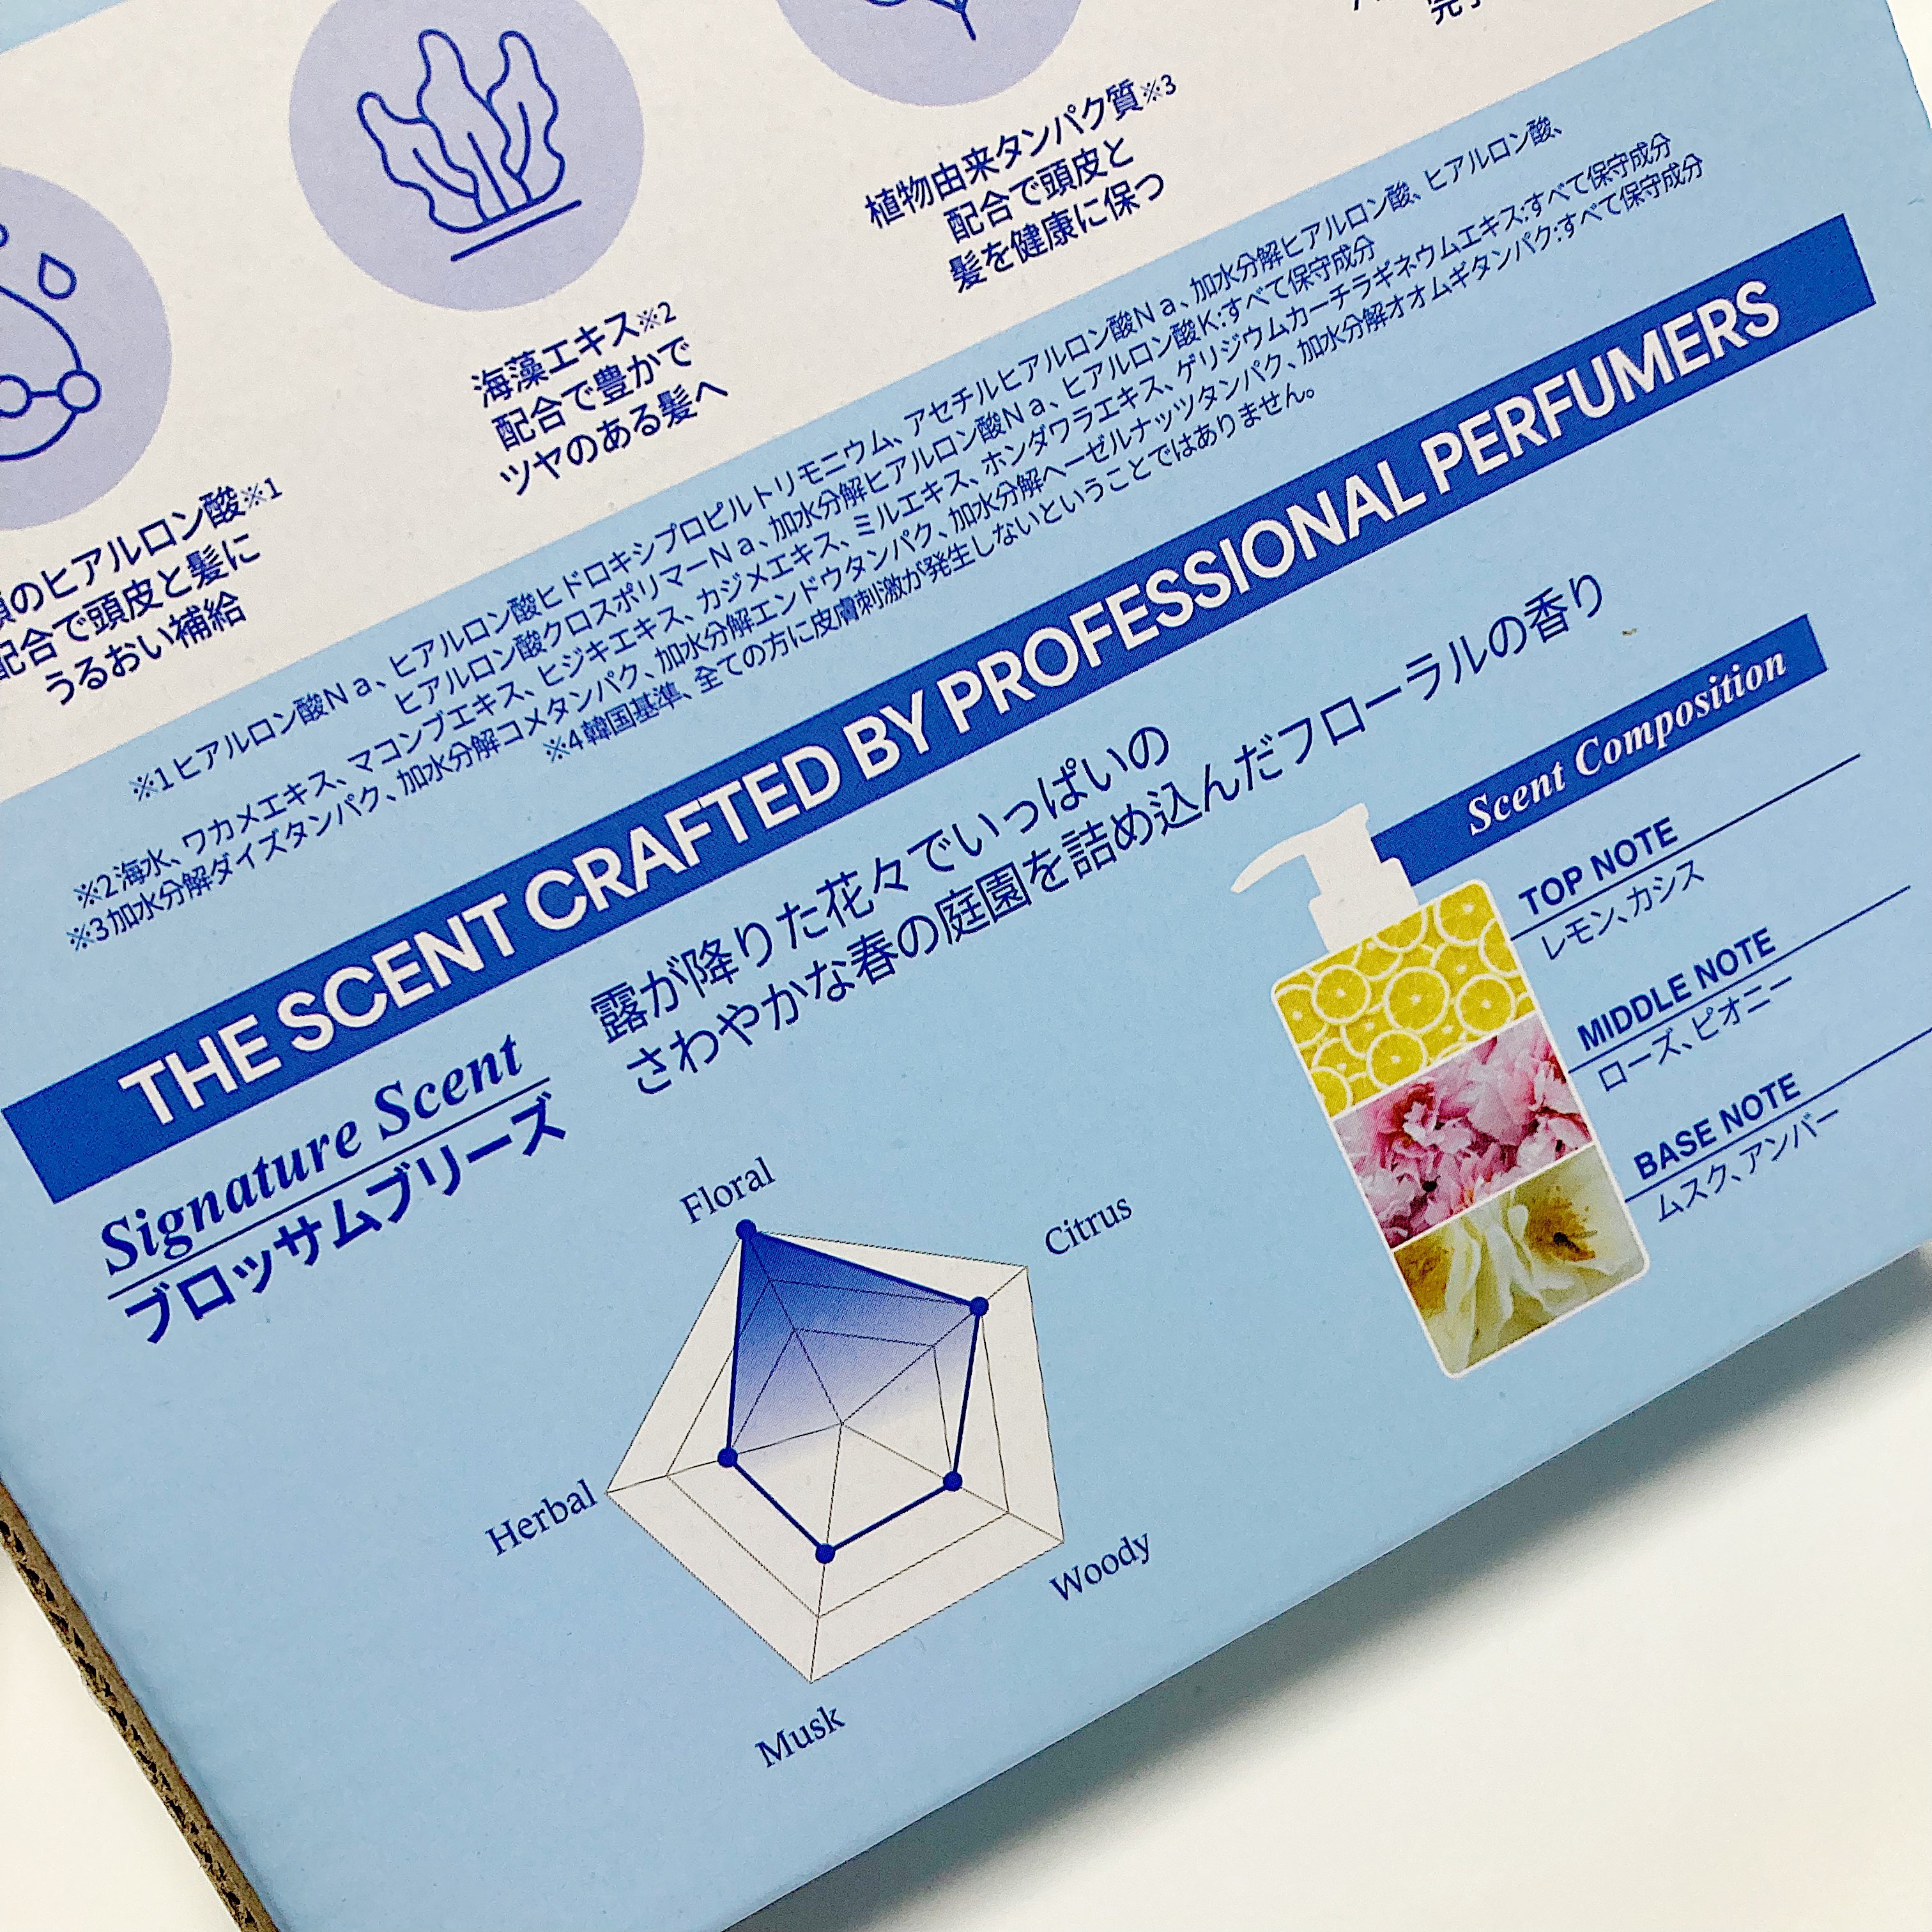 頭皮と髪に
うるおい補給
のヒアルロン酸※1
配合で頭皮と髪に
うるおい補給
海藻エキス※2
配合で豊かで
ツヤのある髪へ
植物由来タンパク質※3
配合で頭皮と
髪を健康に保つ
※1ヒアルロン酸Na、ヒアルロン酸ヒドロキシプロピルトリモニウム、アセチルヒアルロン酸Na、加水分解ヒアルロン酸、ヒアルロン酸、
ヒアルロン酸クロスポリマーNa、加水分解ヒアルロン酸Na、ヒアルロン酸K:すべて保守成分
※2海水、ワカメエキス、マコンブエキス、ヒジキエキス、カジメエキス、ミルエキス、ホンダワラエキス、ゲリジウムカーチラギネウムエキス:すべて保守成分
※3加水分解ダイズタンパク、加水分解コメタンパク、加水分解エンドウタンパク、加水分解ヘーゼルナッツタンパク、加水分解オオムギタンパク:すべて保守成分
※4韓国基準、全ての方に皮膚刺激が発生しないということではありません。
THE SCENT CRAFTED BY PROFESSIONAL PERFUMERS
Signature Scent
ブロッサムブリーズ
露が降りた花々でいっぱいの
さわやかな春の庭園を詰め込んだフローラルの香り
Floral
Citrus
Herbal
Woody
Musk
Scent Composition
TOP NOTE
レモン、カシス
MIDDLE NOTE
ローズ、ピオニー
BASE NOTE
ムスク、アンバー